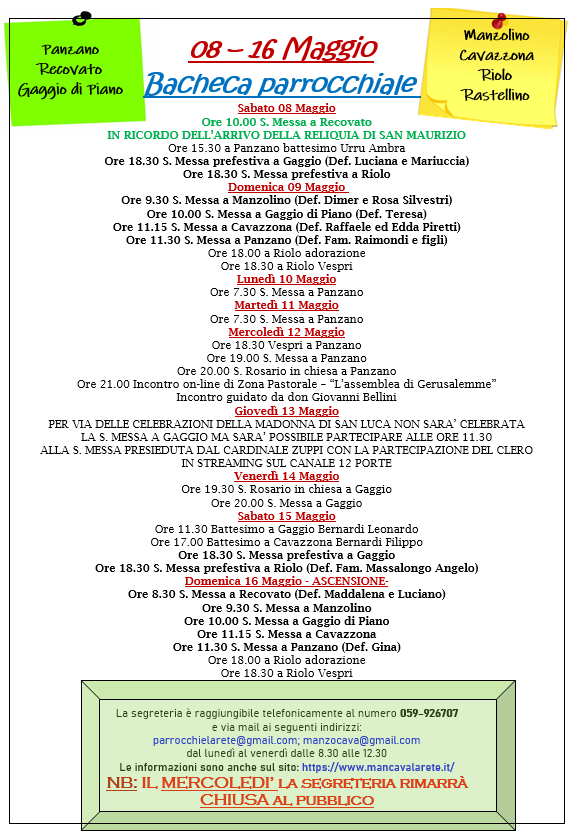 Panzano
Recovato
Gaggio di Piano
08 – 16 Maggio
Bacheca parrocchiale
Manzolino
Cavazzona
Riolo
Rastellino
Sabato 08 Maggio
Ore 10.00 S. Messa a Recovato
IN RICORDO DELL'ARRIVO DELLA RELIQUIA DI SAN MAURIZIO
Ore 15.30 a Panzano battesimo Urru Ambra
Ore 18.30 S. Messa prefestiva a Gaggio (Def. Luciana e Mariuccia)
Ore 18.30 S. Messa prefestiva a Riolo
Domenica 09 Maggio
Ore 9.30 S. Messa a Manzolino (Def. Dimer e Rosa Silvestri)
Ore 10.00 S. Messa a Gaggio di Piano (Def. Teresa)
Ore 11.15 S. Messa a Cavazzona (Def. Raffaele ed Edda Piretti)
Ore 11.30 S. Messa a Panzano (Def. Fam. Raimondi e figli)
Ore 18.00 a Riolo adorazione
Ore 18.30 a Riolo Vespri
Lunedì 10 Maggio
Ore 7.30 S. Messa a Panzano
Martedì 11 Maggio
Ore 7.30 S. Messa a Panzano
Mercoledì 12 Maggio
Ore 18.30 Vespri a Panzano
Ore 19.00 S. Messa a Panzano
Ore 20.00 S. Rosario in chiesa a Panzano
Ore 21.00 Incontro on-line di Zona Pastorale – “L'assemblea di Gerusalemme”
Incontro guidato da don Giovanni Bellini
Giovedì 13 Maggio
PER VIA DELLE CELEBRAZIONI DELLA MADONNA DI SAN LUCA NON SARA’ CELEBRATA
LA S. MESSA A GAGGIO MA SARA’ POSSIBILE PARTECIPARE ALLE ORE 11.30
ALLA S. MESSA PRESIEDUTA DAL CARDINALE ZUPPI CON LA PARTECIPAZIONE DEL CLERO
IN STREAMING SUL CANALE 12 PORTE
Venerdì 14 Maggio
Ore 19.30 S. Rosario in chiesa a Gaggio
Ore 20.00 S. Messa a Gaggio
Sabato 15 Maggio
Ore 11.30 Battesimo a Gaggio Bernardi Leonardo
Ore 17.00 Battesimo a Cavazzona Bernardi Filippo
Ore 18.30 S. Messa prefestiva a Gaggio
Ore 18.30 S. Messa prefestiva a Riolo (Def. Fam. Massalongo Angelo)
Domenica 16 Maggio - ASCENSIONE-
Ore 8.30 S. Messa a Recovato (Def. Maddalena e Luciano)
Ore 9.30 S. Messa a Manzolino
Ore 10.00 S. Messa a Gaggio di Piano
Ore 11.15 S. Messa a Cavazzona
Ore 11.30 S. Messa a Panzano (Def. Gina)
Ore 18.00 a Riolo adorazione
Ore 18.30 a Riolo Vespri
La segreteria è raggiungibile telefonicamente al numero 059-926707
e via mail ai seguenti indirizzi:
parrocchielarete@gmail.com; manzocava@gmail.com
dal lunedì al venerdì dalle 8.30 alle 12.30
Le informazioni sono anche sul sito: https://www.mancavalarete.it/
NB: IL MERCOLEDI’ LA SEGRETERIA RIMARRÀ
CHIUSA AL PUBBLICO